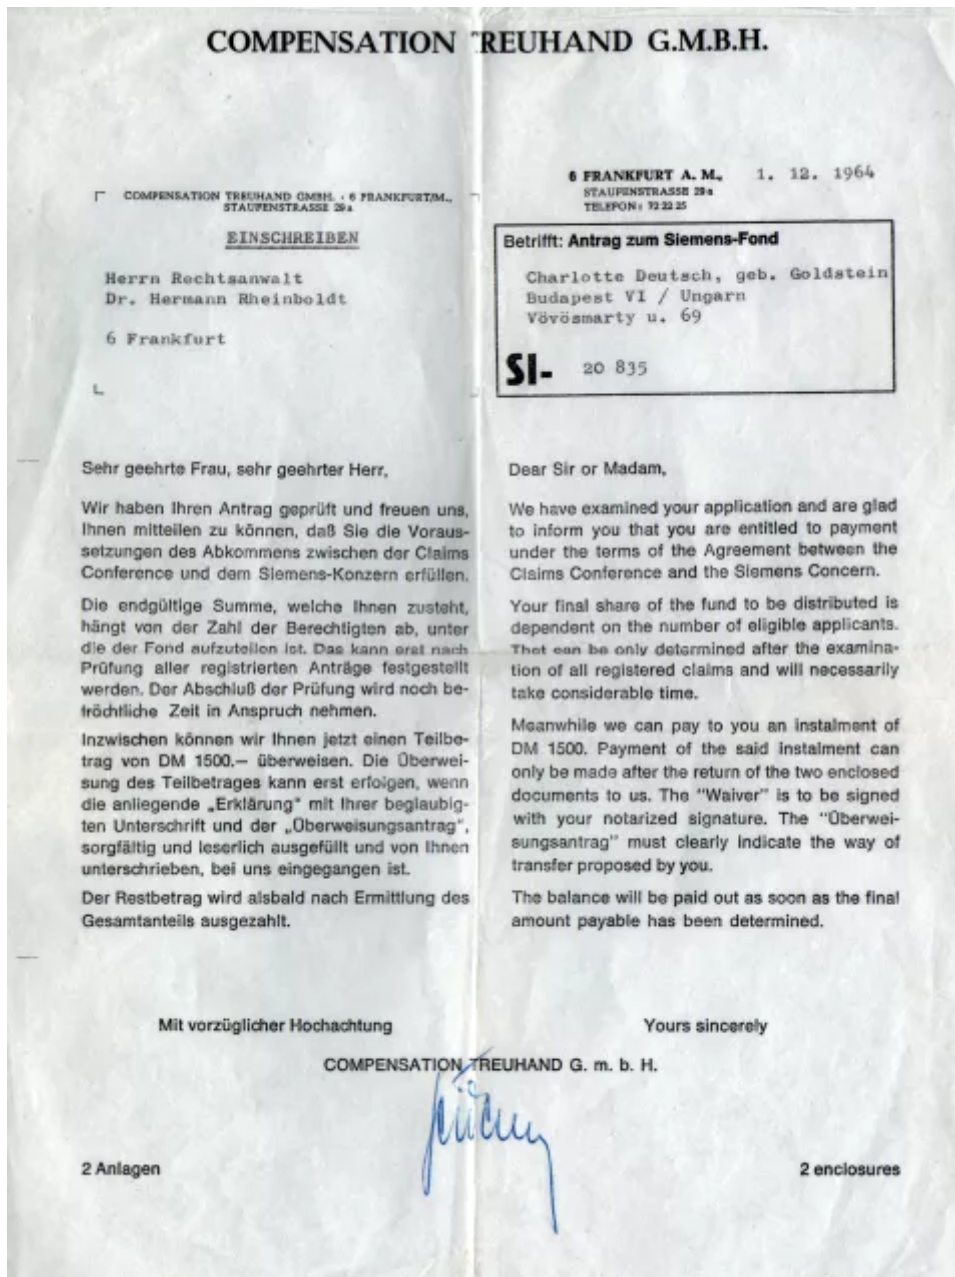 COMPENSATION TREUHAND G.M.B.H.
COMPENSATION TREUHAND GMBH. · 6 FRANKFURT/M.,
STAUFENSTRASSE 29a
EINSCHREIBEN
Herrn Rechtsanwalt
Dr. Hermann Rheinboldt
6 Frankfurt
6 FRANKFURT A. M., 1. 12. 1964
STAUFENSTRASSE 29a
TELEFON: 72 22 25
Betrifft: Antrag zum Siemens-Fond
Charlotte Deutsch, geb. Goldstein
Budapest VI / Ungarn
Vövösmarty u. 69
SI- 20 835
Sehr geehrte Frau, sehr geehrter Herr,
Wir haben Ihren Antrag geprüft und freuen uns,
Ihnen mitteilen zu können, daß Sie die Voraus-
setzungen des Abkommens zwischen der Claims
Conference und dem Siemens-Konzern erfüllen.
Die endgültige Summe, welche Ihnen zusteht,
hängt von der Zahl der Berechtigten ab, unter
die der Fond aufzuteilen ist. Das kann erst nach
Prüfung aller registrierten Anträge festgestellt
werden. Der Abschluß der Prüfung wird noch be-
trächtliche Zeit in Anspruch nehmen.
Inzwischen können wir Ihnen jetzt einen Teilbe-
trag von DM 1500.— überweisen. Die Überwei-
sung des Teilbetrages kann erst erfolgen, wenn
die anliegende „Erklärung" mit Ihrer beglaubig-
ten Unterschrift und der „Überweisungsantrag",
sorgfältig und leserlich ausgefüllt und von Ihnen
unterschrieben, bei uns eingegangen ist.
Der Restbetrag wird alsbald nach Ermittlung des
Gesamtanteils ausgezahlt.
Dear Sir or Madam,
We have examined your application and are glad
to inform you that you are entitled to payment
under the terms of the Agreement between the
Claims Conference and the Siemens Concern.
Your final share of the fund to be distributed is
dependent on the number of eligible applicants.
That can be only determined after the examina-
tion of all registered claims and will necessarily
take considerable time.
Meanwhile we can pay to you an instalment of
DM 1500. Payment of the said instalment can
only be made after the return of the two enclosed
documents to us. The "Waiver" is to be signed
with your notarized signature. The "Überwei-
sungsantrag" must clearly indicate the way of
transfer proposed by you.
The balance will be paid out as soon as the final
amount payable has been determined.
Mit vorzüglicher Hochachtung
Yours sincerely
COMPENSATION TREUHAND G. m. b. H.
2 Anlagen
2 enclosures